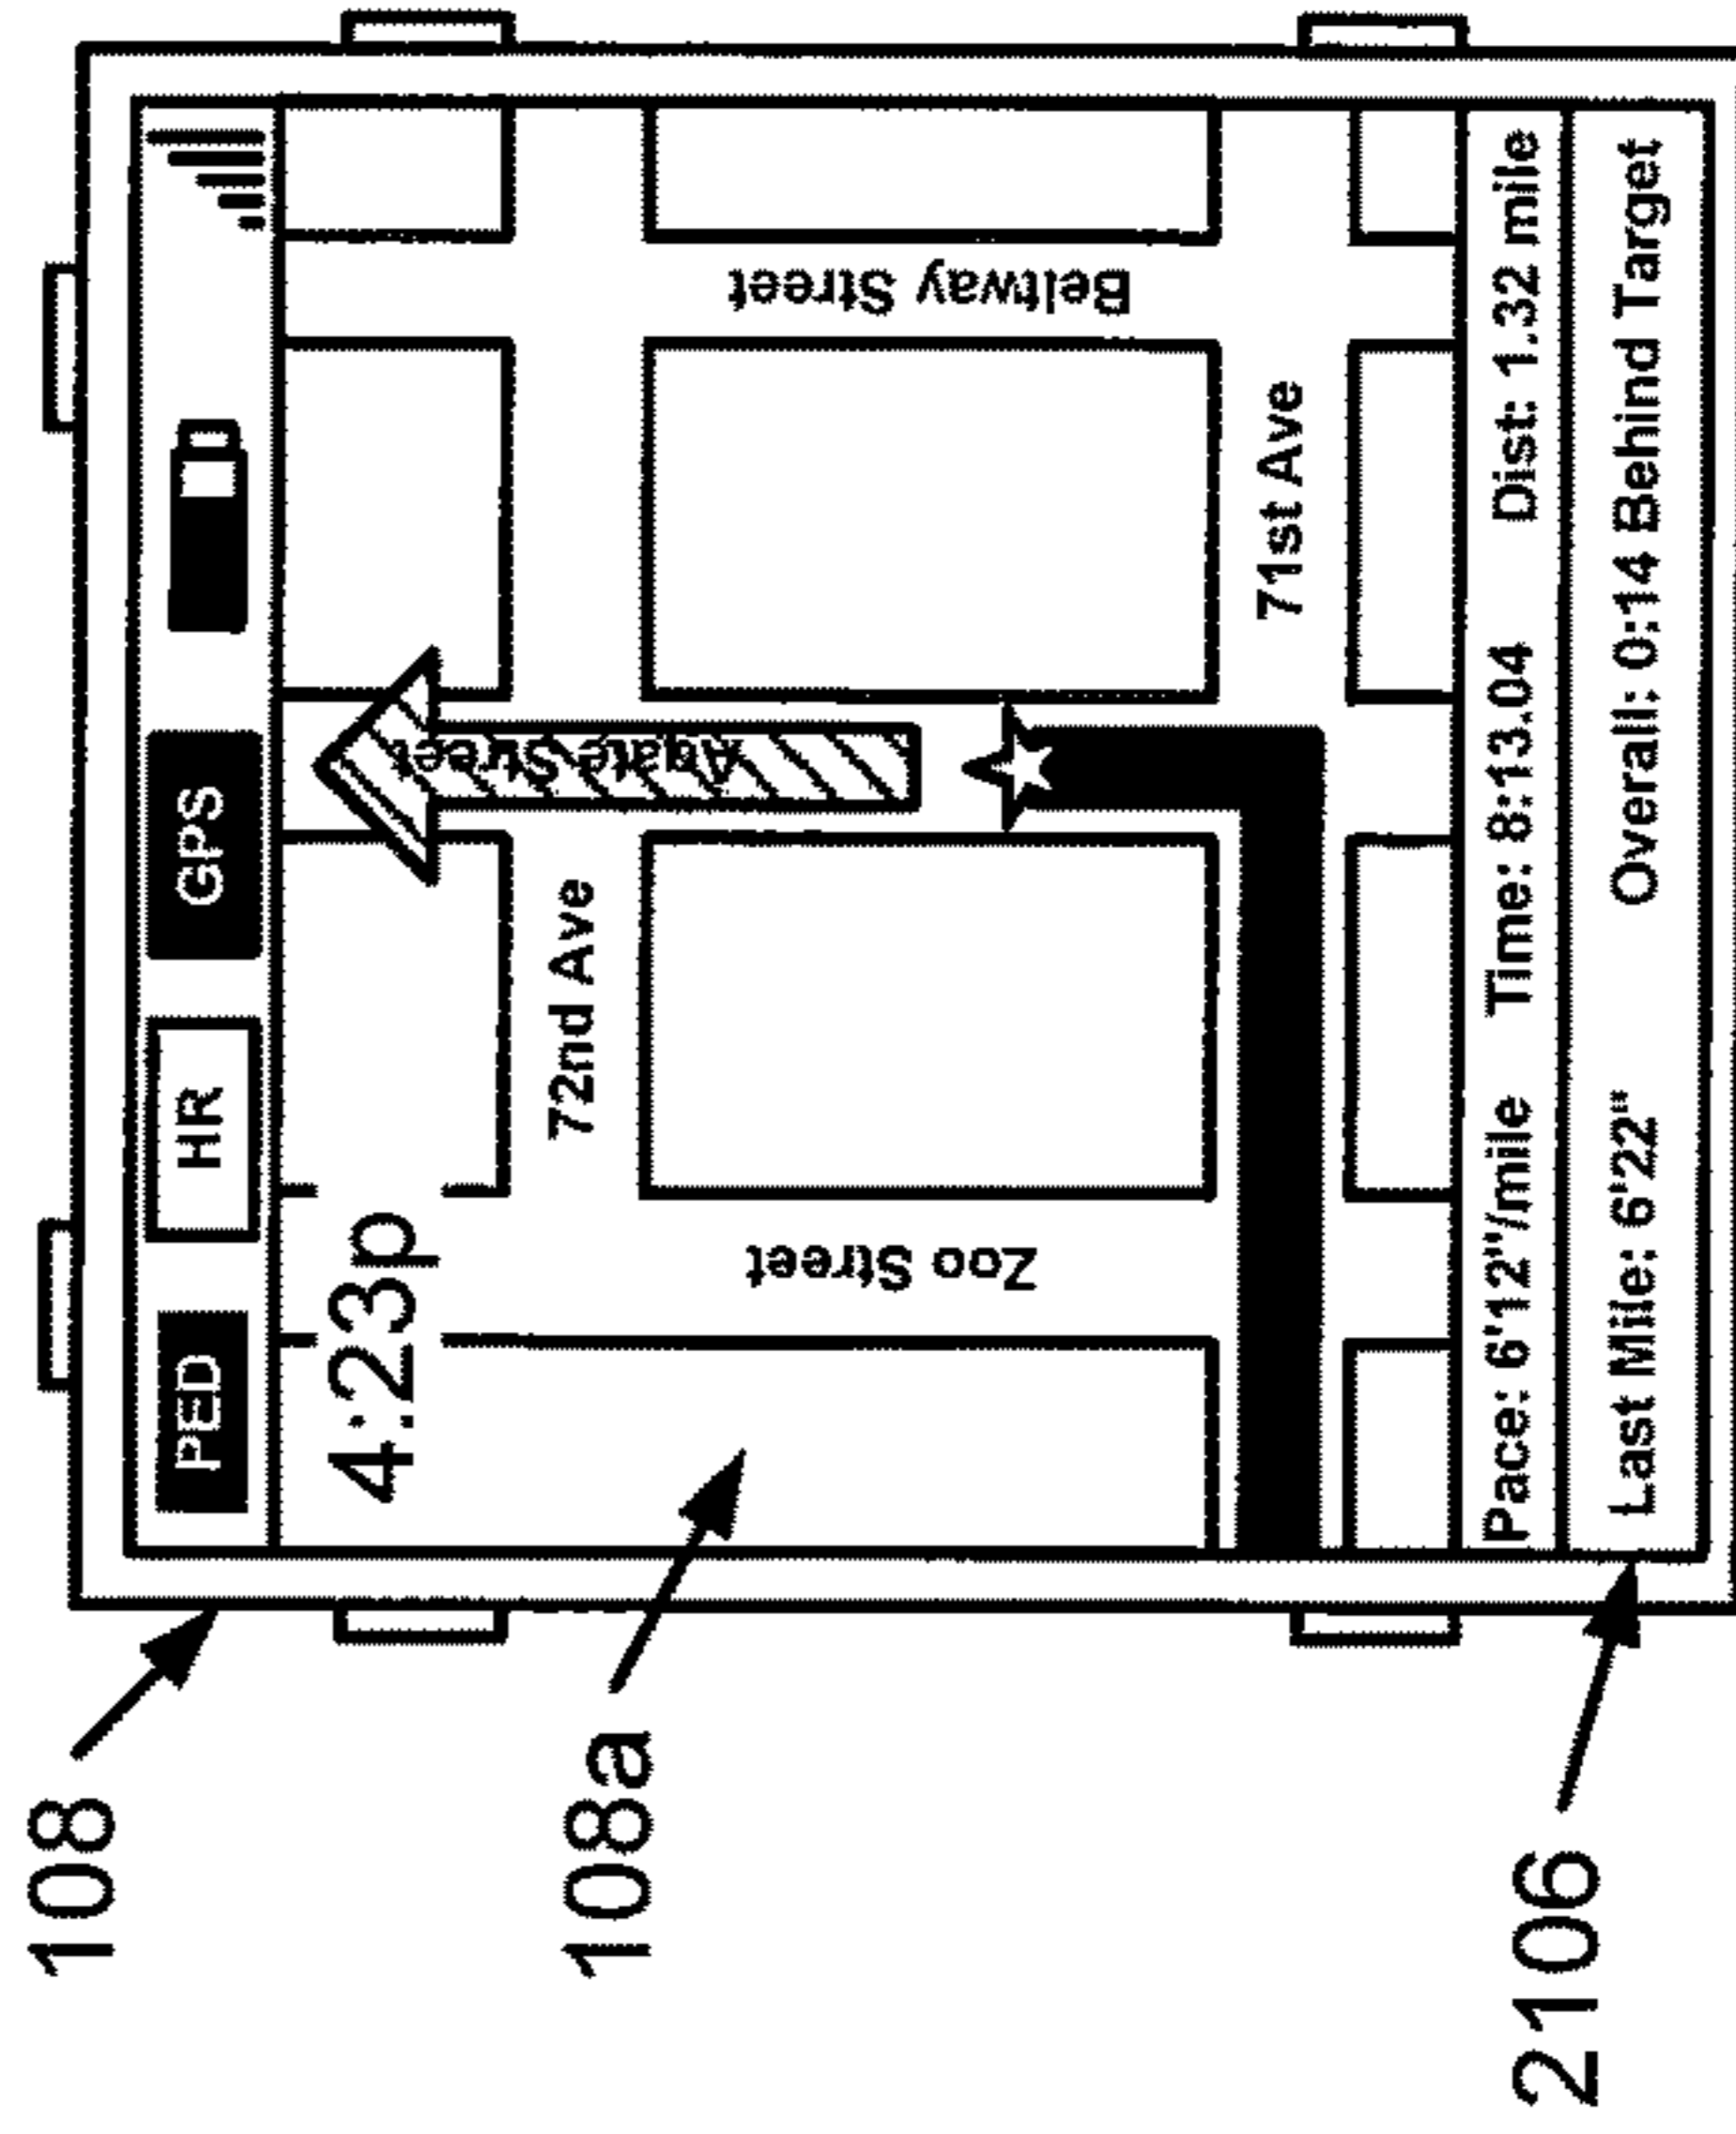 108
108a
2106
PED HR GPS
4:23p
72nd Ave
Agate Street
Zoo Street
Beltway Street
71st Ave
Pace: 6'12"/mile Time: 8:13.04 Dist: 1.32 mile
Last Mile: 6'22" Overall: 0:14 Behind Target